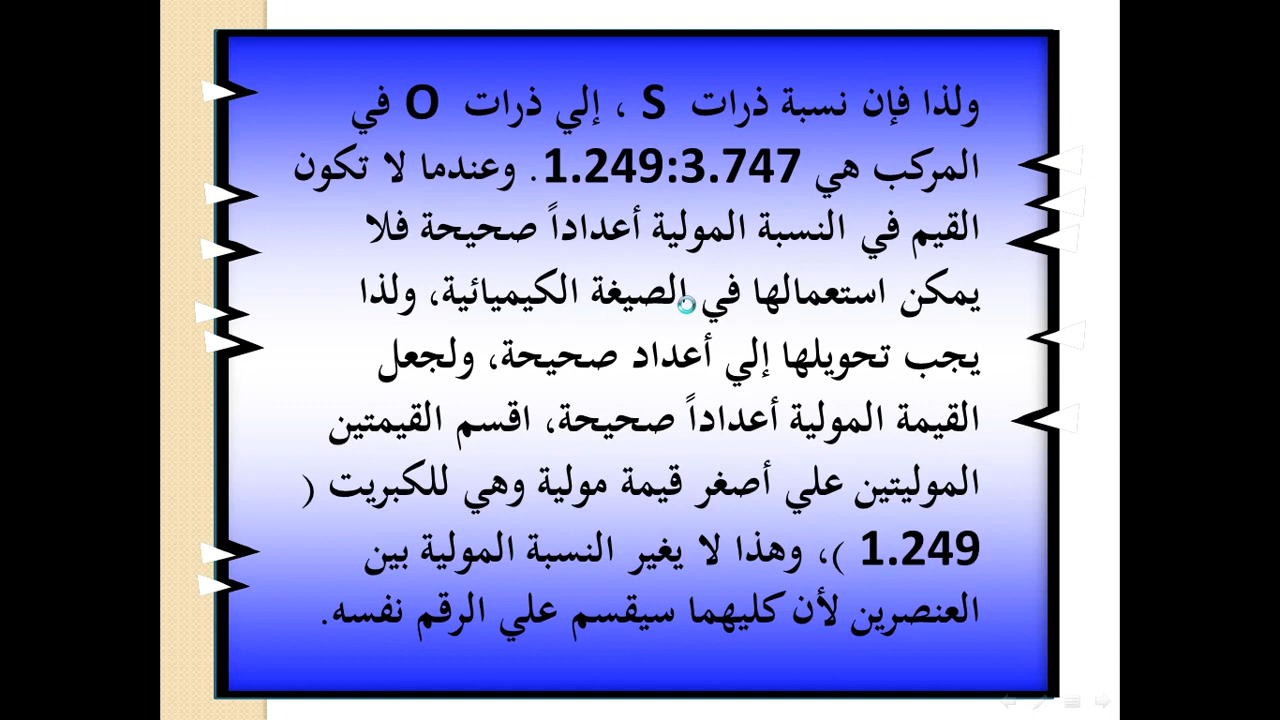 ولذا فإن نسبة ذرات S ، إلي ذرات O في
المركب هي 1.249:3.747. وعندما لا تكون
القيم في النسبة المولية أعداداً صحيحة فلا
يمكن استعمالها في الصيغة الكيميائية، ولذا
يجب تحويلها إلي أعداد صحيحة، ولجعل
القيمة المولية أعداداً صحيحة، اقسم القيمتين
الموليتين علي أصغر قيمة مولية وهي للكبريت (
1.249 )، وهذا لا يغير النسبة المولية بين
العنصرين لأن كليهما سيقسم علي الرقم نفسه.